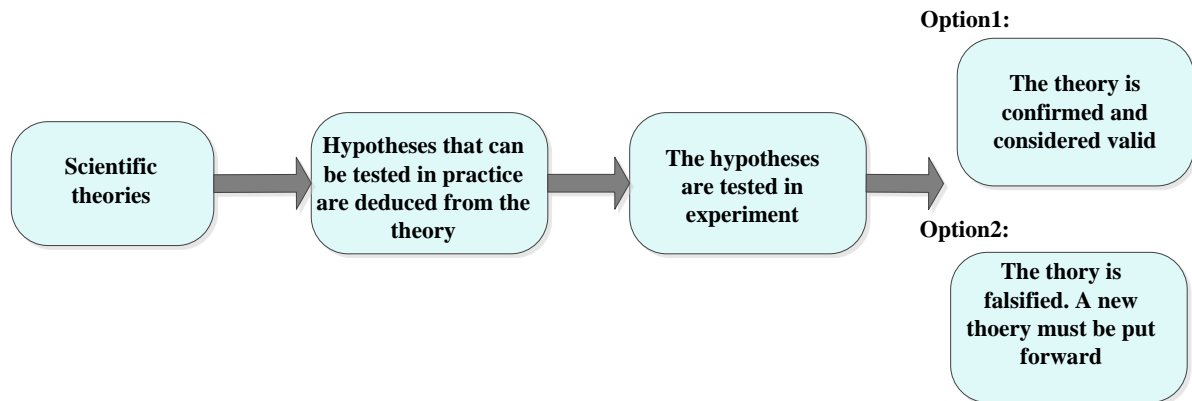 Scientific
theories
Hypotheses that can
be tested in practice
are deduced from the
theory
The hypotheses
are tested in
experiment
Option1:
The theory is
confirmed and
considered valid
Option2:
The thory is
falsified. A new
thoery must be put
forward